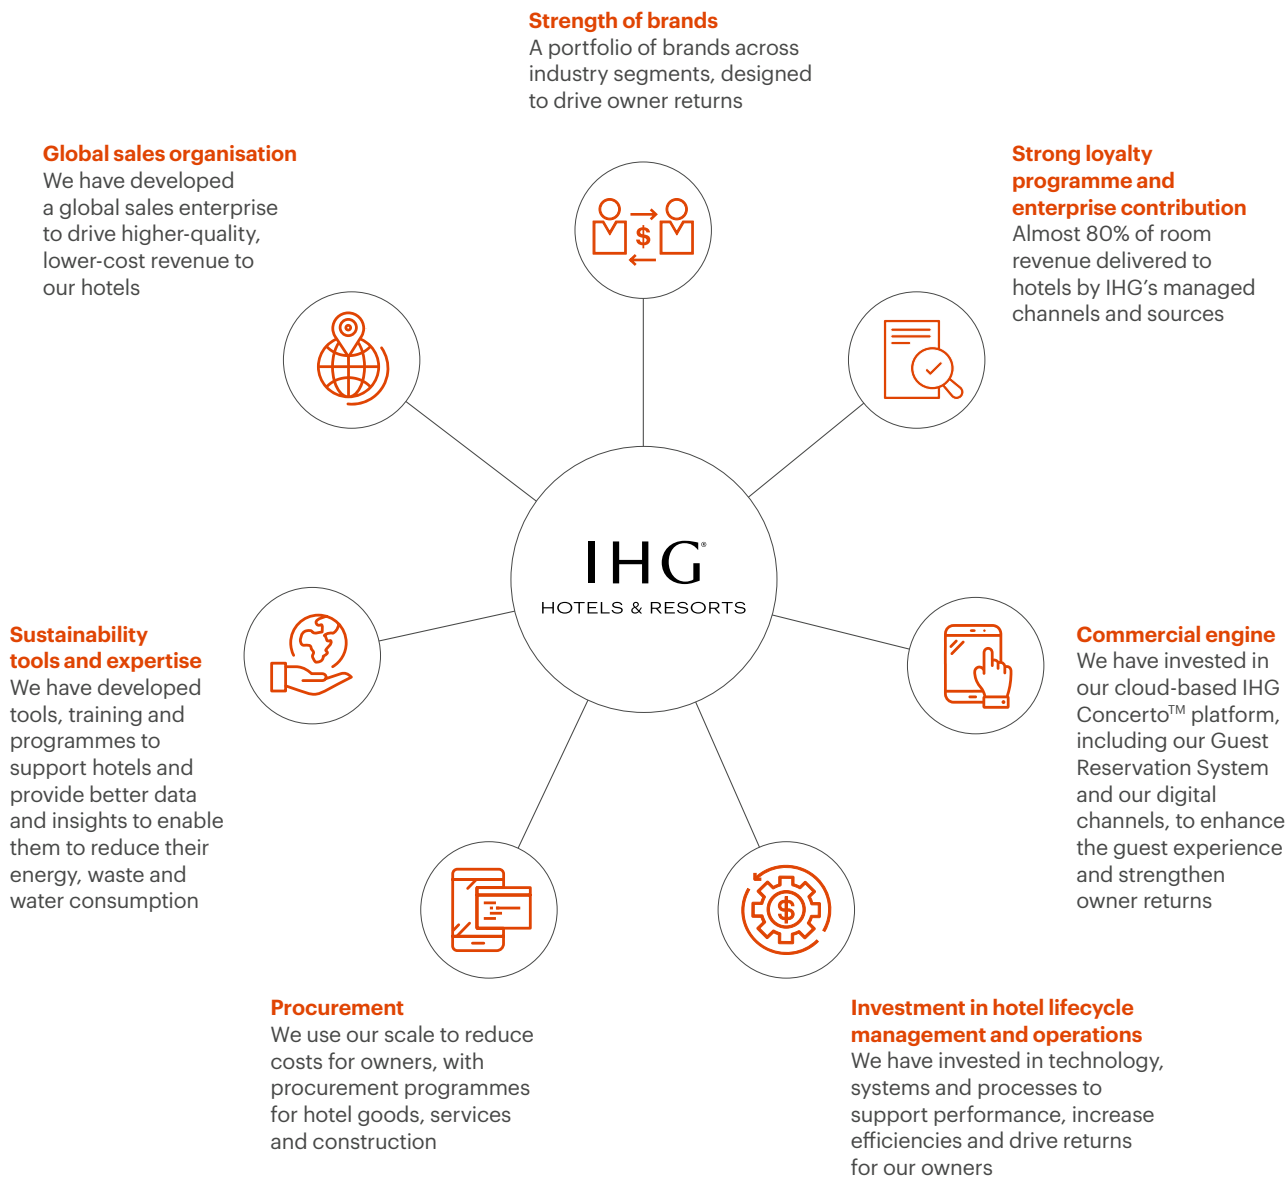 Strength of brands
A portfolio of brands across
industry segments, designed
to drive owner returns
Global sales organisation
We have developed
a global sales enterprise
to drive higher-quality,
lower-cost revenue to
our hotels
Strong loyalty
programme and
enterprise contribution
Almost 80% of room
revenue delivered to
hotels by IHG’s managed
channels and sources
$
IHG®
HOTELS & RESORTS
Sustainability
tools and expertise
We have developed
tools, training and
programmes to
support hotels and
provide better data
and insights to enable
them to reduce their
energy, waste and
water consumption
Commercial engine
We have invested in
our cloud-based IHG
Concerto™ platform,
including our Guest
Reservation System
and our digital
channels, to enhance
the guest experience
and strengthen
owner returns
$
Procurement
We use our scale to reduce
costs for owners, with
procurement programmes
for hotel goods, services
and construction
Investment in hotel lifecycle
management and operations
We have invested in technology,
systems and processes to
support performance, increase
efficiencies and drive returns
for our owners